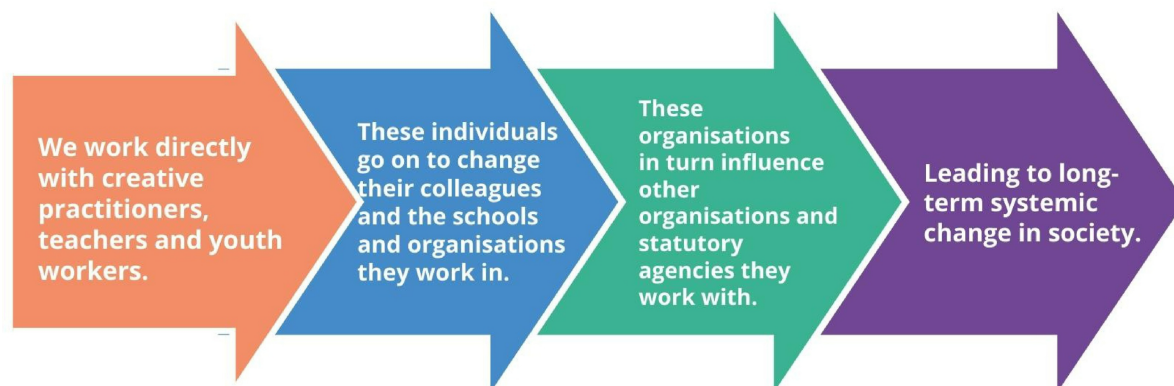 We work directly
with creative
practitioners,
teachers and youth
workers.
These individuals
go on to change
their colleagues
and the schools
and organisations
they work in.
These
organisations
in turn influence
other
organisations and
statutory
agencies they
work with.
Leading to long-
term systemic
change in society.